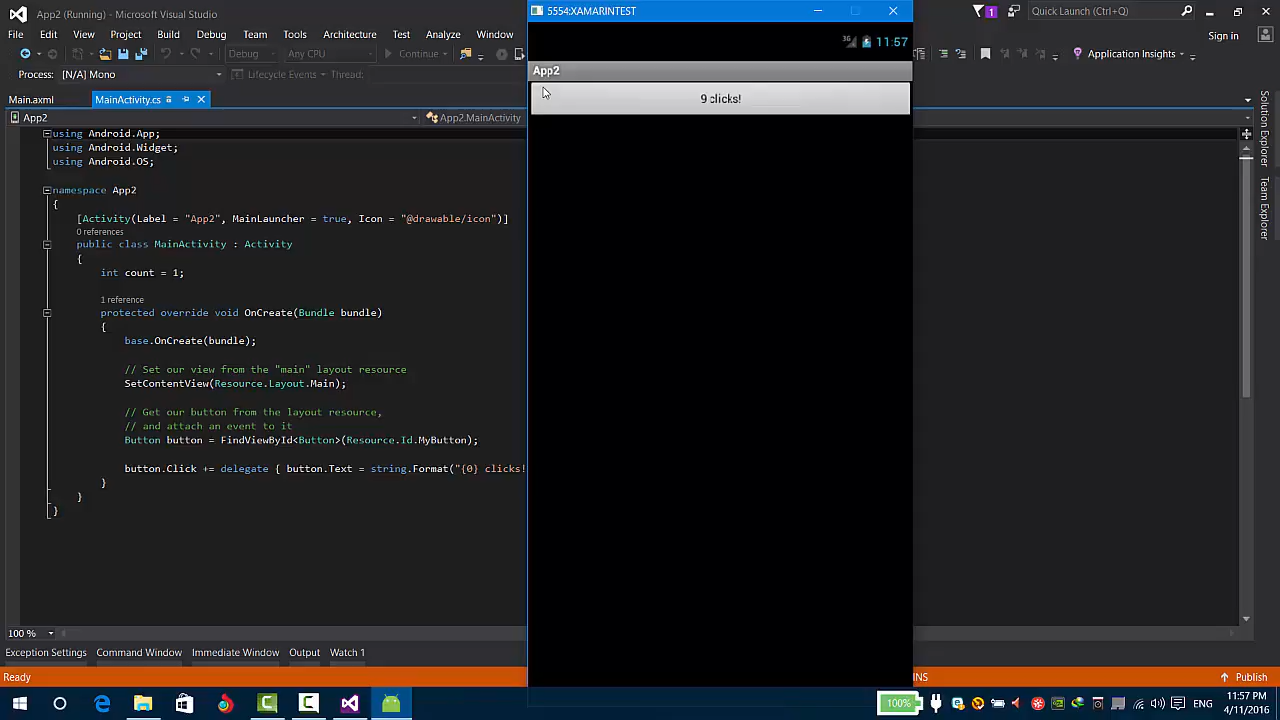 App2 (Running) - Microsoft Visual Studio
5554:XAMARINTEST
1
Quick Launch (Ctrl+Q)
File Edit View Project Build Debug Team Tools Architecture Test Analyze Window
Sign in
Debug Any CPU Continue
Application Insights
Process: [N/A] Mono Lifecycle Events Thread:
3G 11:57
App2
9 clicks!
Main.axml MainActivity.cs
App2 App2.MainActivity
using Android.App;
using Android.Widget;
using Android.OS;
namespace App2
{
[Activity(Label = "App2", MainLauncher = true, Icon = "@drawable/icon")]
0 references
public class MainActivity : Activity
{
int count = 1;
1 reference
protected override void OnCreate(Bundle bundle)
{
base.OnCreate(bundle);
// Set our view from the "main" layout resource
SetContentView(Resource.Layout.Main);
// Get our button from the layout resource,
// and attach an event to it
Button button = FindViewById<Button>(Resource.Id.MyButton);
button.Click += delegate { button.Text = string.Format("{0} clicks!
}
}
}
Solution Explorer
Team Explorer
100 %
Exception Settings Command Window Immediate Window Output Watch 1
Ready
INS
Publish
100%
ENG
11:57 PM
4/11/2016